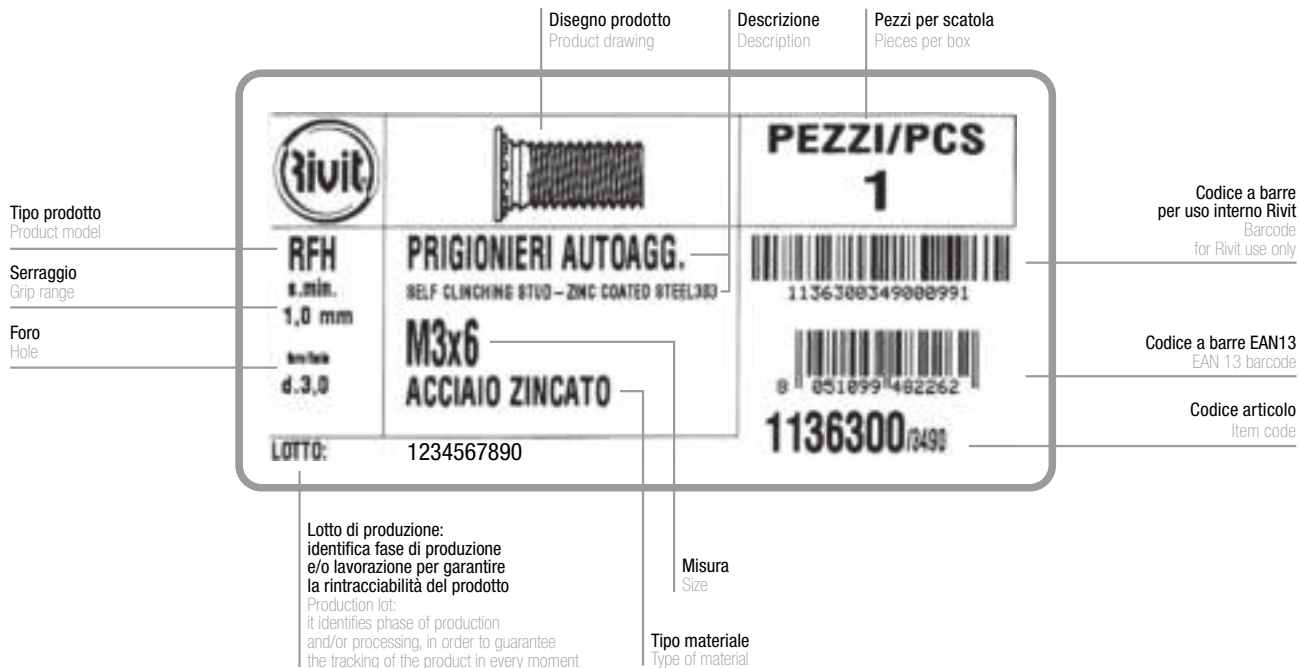 Disegno prodotto
Product drawing
Descrizione
Description
Pezzi per scatola
Pieces per box
Rivit
PEZZI/PCS
1
Tipo prodotto
Product model
Serraggio
Grip range
Foro
Hole
RFH
s.min.
1,0 mm
d.3,0
PRIGIONIERI AUTOAGG.
SELF CLINCHING STUD – ZINC COATED STEEL303
M3x6
ACCIAIO ZINCATO
1136300349000991
8 051099 482262
1136300/3490
LOTTO:
1234567890
Codice a barre
per uso interno Rivit
Barcode
for Rivit use only
Codice a barre EAN13
EAN 13 barcode
Codice articolo
Item code
Lotto di produzione:
identifica fase di produzione
e/o lavorazione per garantire
la rintracciabilità del prodotto
Production lot:
it identifies phase of production
and/or processing, in order to guarantee
the tracking of the product in every moment
Misura
Size
Tipo materiale
Type of material